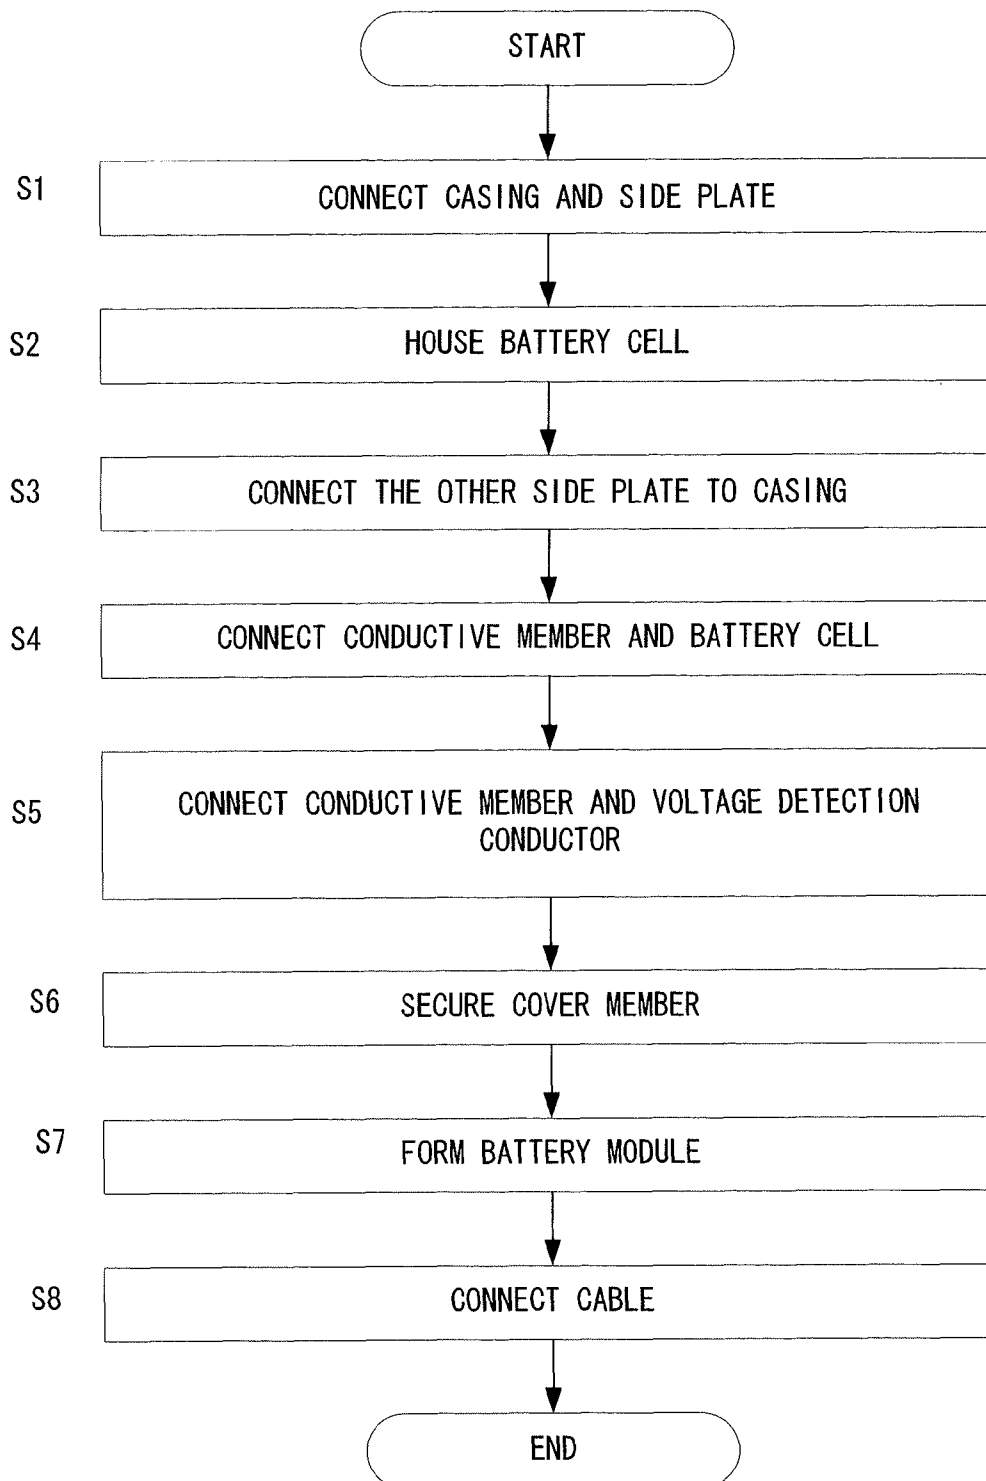 START
S1
CONNECT CASING AND SIDE PLATE
S2
HOUSE BATTERY CELL
S3
CONNECT THE OTHER SIDE PLATE TO CASING
S4
CONNECT CONDUCTIVE MEMBER AND BATTERY CELL
S5
CONNECT CONDUCTIVE MEMBER AND VOLTAGE DETECTION
CONDUCTOR
S6
SECURE COVER MEMBER
S7
FORM BATTERY MODULE
S8
CONNECT CABLE
END